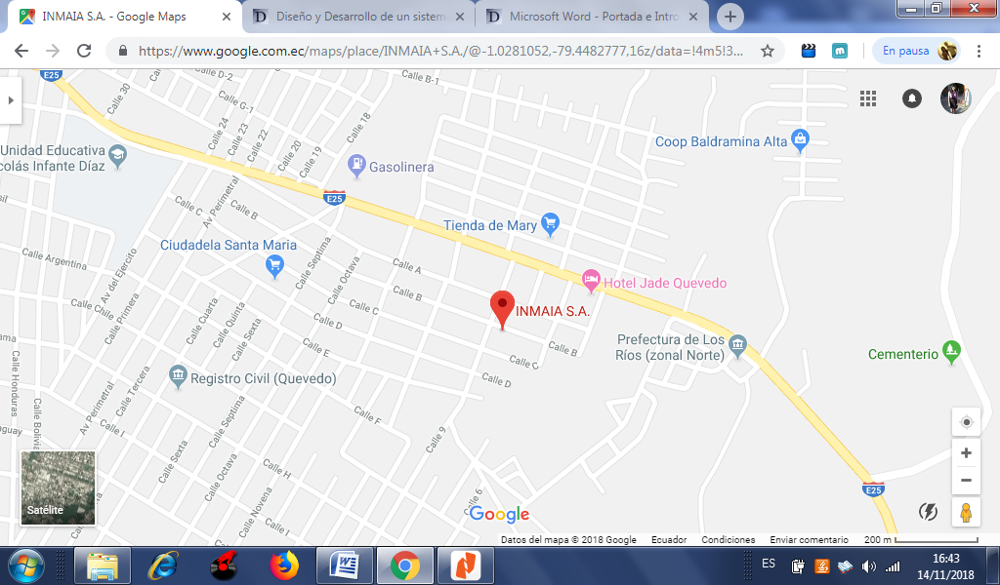 INMAIA S.A. - Google Maps
Diseño y Desarrollo de un sistem
Microsoft Word - Portada e Intro
https://www.google.com.ec/maps/place/INMAIA+S.A./@-1.0281052,-79.4482777,16z/data=!4m5!3...
En pausa
E25
Calle D-2
Calle B-1
Calle 30
Calle G-1
Calle 24
Calle 23
Calle 22
Calle 20
Calle 19
Calle 18
Unidad Educativa
colás Infante Díaz
Gasolinera
Coop Baldramina Alta
E25
Av Perimetral
Calle C
Calle B
Tienda de Mary
Ciudadela Santa Maria
Calle Argentina
Av del Ejercito
Calle Septima
Calle Octava
Calle A
Calle B
Calle C
Calle D
Calle E
Hotel Jade Quevedo
INMAIA S.A.
Calle Chile
Calle Primera
Calle Cuarta
Calle Quinta
Calle Sexta
Calle B
Calle C
Calle D
Prefectura de Los
Ríos (zonal Norte)
Cementerio
ama
Calle Honduras
Calle Bolivia
Calle Tercera
Av Perimetral
Registro Civil (Quevedo)
Calle Septima
Calle F
Calle 9
guay
Calle I
Calle Sexta
Calle Octava
Calle H
Calle Novena
Calle I
Calle 6
E25
Satélite
Google
Datos del mapa © 2018 Google Ecuador Condiciones Enviar comentario 200 m
ES
16:43
14/11/2018